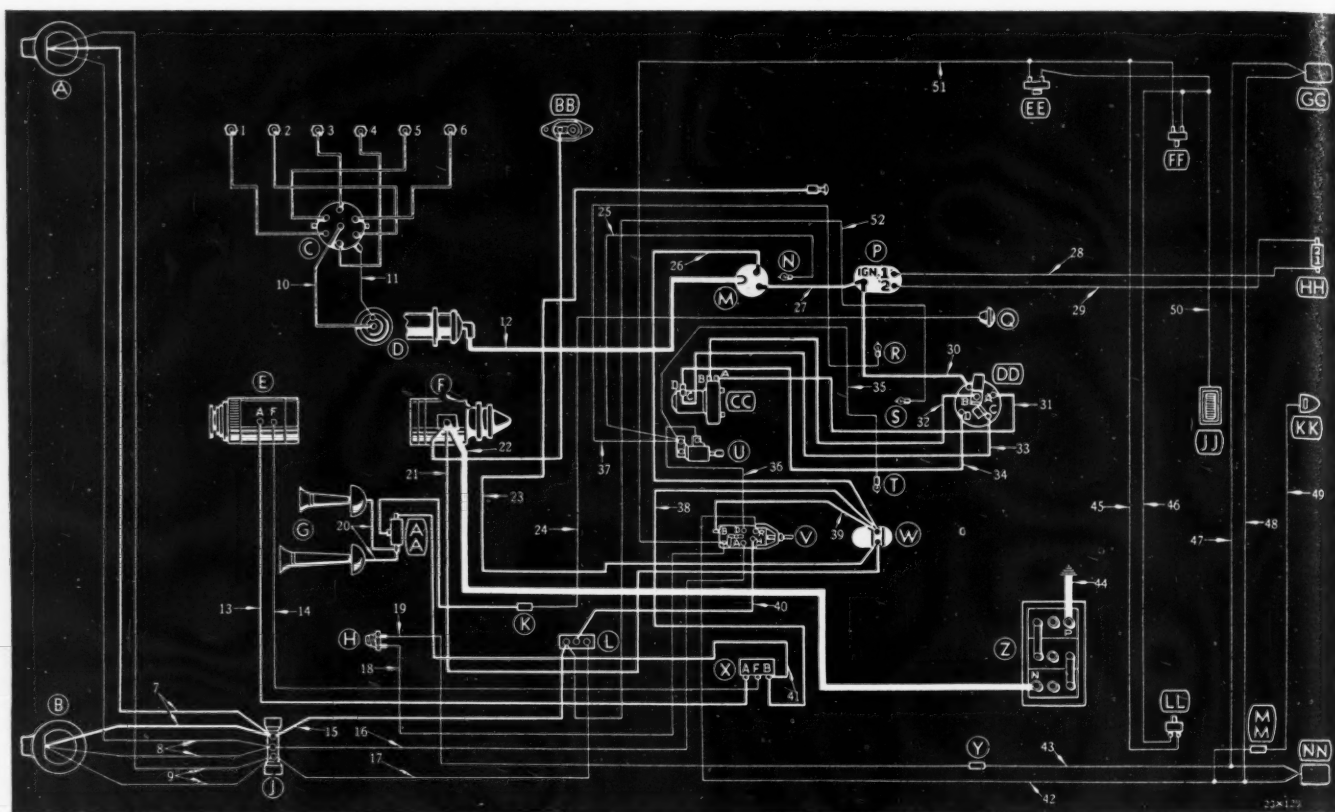 A
BB
51
EE
GG
1 2 3 4 5 6
FF
C
25
52
P
26
N
IGN. 1
2
28
2
1
10
11
M
27
29
HH
D
12
Q
50
R
30
E
F
D B A
C
35
DD
A F
CC
B A
D C
31
S
32
JJ
KK
22
U
33
21
37
36
34
T
G
23
45
46
49
20
A
A
38
B D F
A H
V
39
W
48
24
47
44
13
14
K
40
P
H
19
L
Z
18
X
A F B
41
N
B
7
LL
15
16
M
M
NN
8
17
Y
43
9
J
42